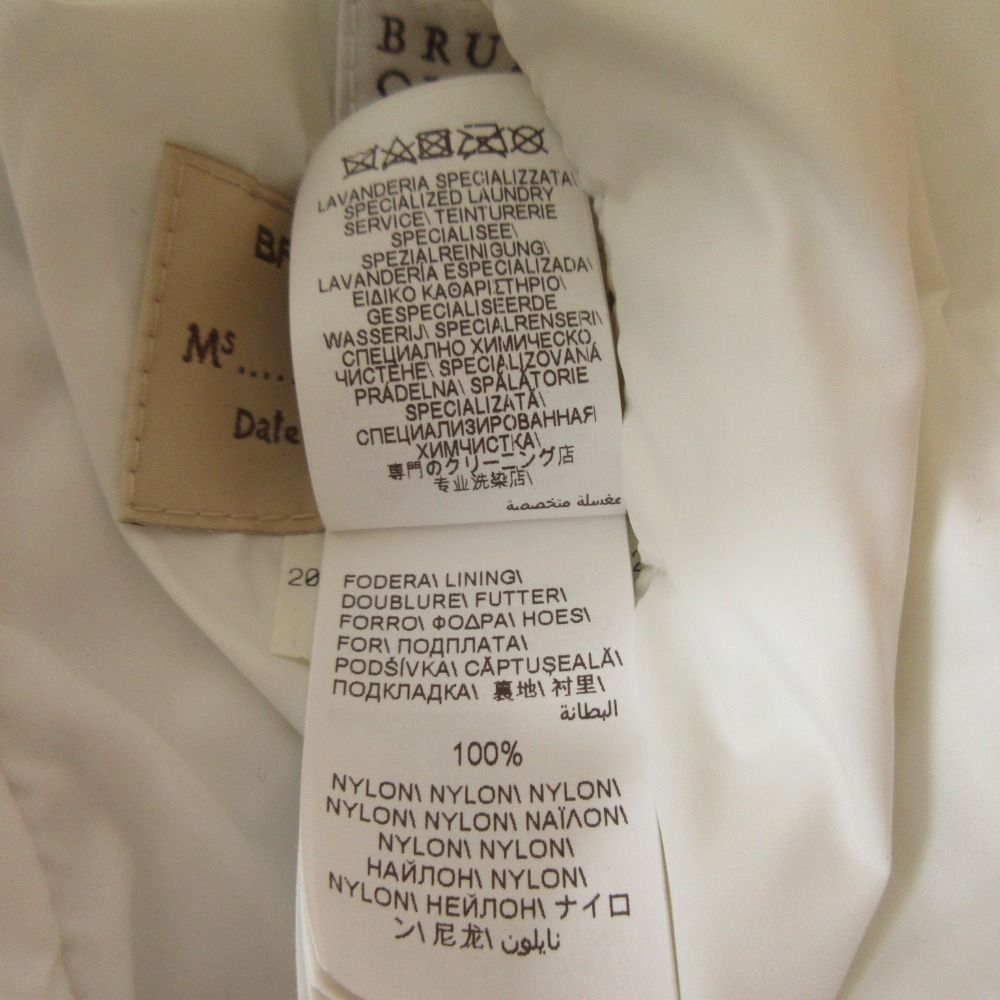 BRU
BR
Ms....
Date
LAVANDERIA SPECIALIZZATA\
SPECIALIZED LAUNDRY
SERVICE\ TEINTURERIE
SPECIALISEE\
SPEZIALREINIGUNG\
LAVANDERÍA ESPECIALIZADA\
ΕΙΔΙΚΟ ΚΑΘΑΡΙΣΤΗΡΙΟ\
GESPECIALISEERDE
WASSERIJ\ SPECIALRENSERI\
СПЕЦИАЛНО ХИМИЧЕСКО
ЧИСТЕНЕ\ SPECIALIZOVANÁ
PRÁDELNA\ SPĂLĂTORIE
SPECIALIZATĂ\
СПЕЦИАЛИЗИРОВАННАЯ
ХИМЧИСТКА\
専門のクリーニング店
专业洗染店\
مغسلة متخصصة
20
FODERA\ LINING\
DOUBLURE\ FUTTER\
FORRO\ ΦΟΔΡΑ\ HOES\
FOR\ ПОДПЛАТА\
PODŠÍVKA\ CĂPTUȘEALĂ\
ПОДКЛАДКА\ 裏地\ 衬里\
البطانة
100%
NYLON\ NYLON\ NYLON\
NYLON\ NYLON\ ΝΑΪΛΟΝ\
NYLON\ NYLON\
НАЙЛОН\ NYLON\
NYLON\ НЕЙЛОН\ ナイロ
ン\ 尼龙\ نايلون